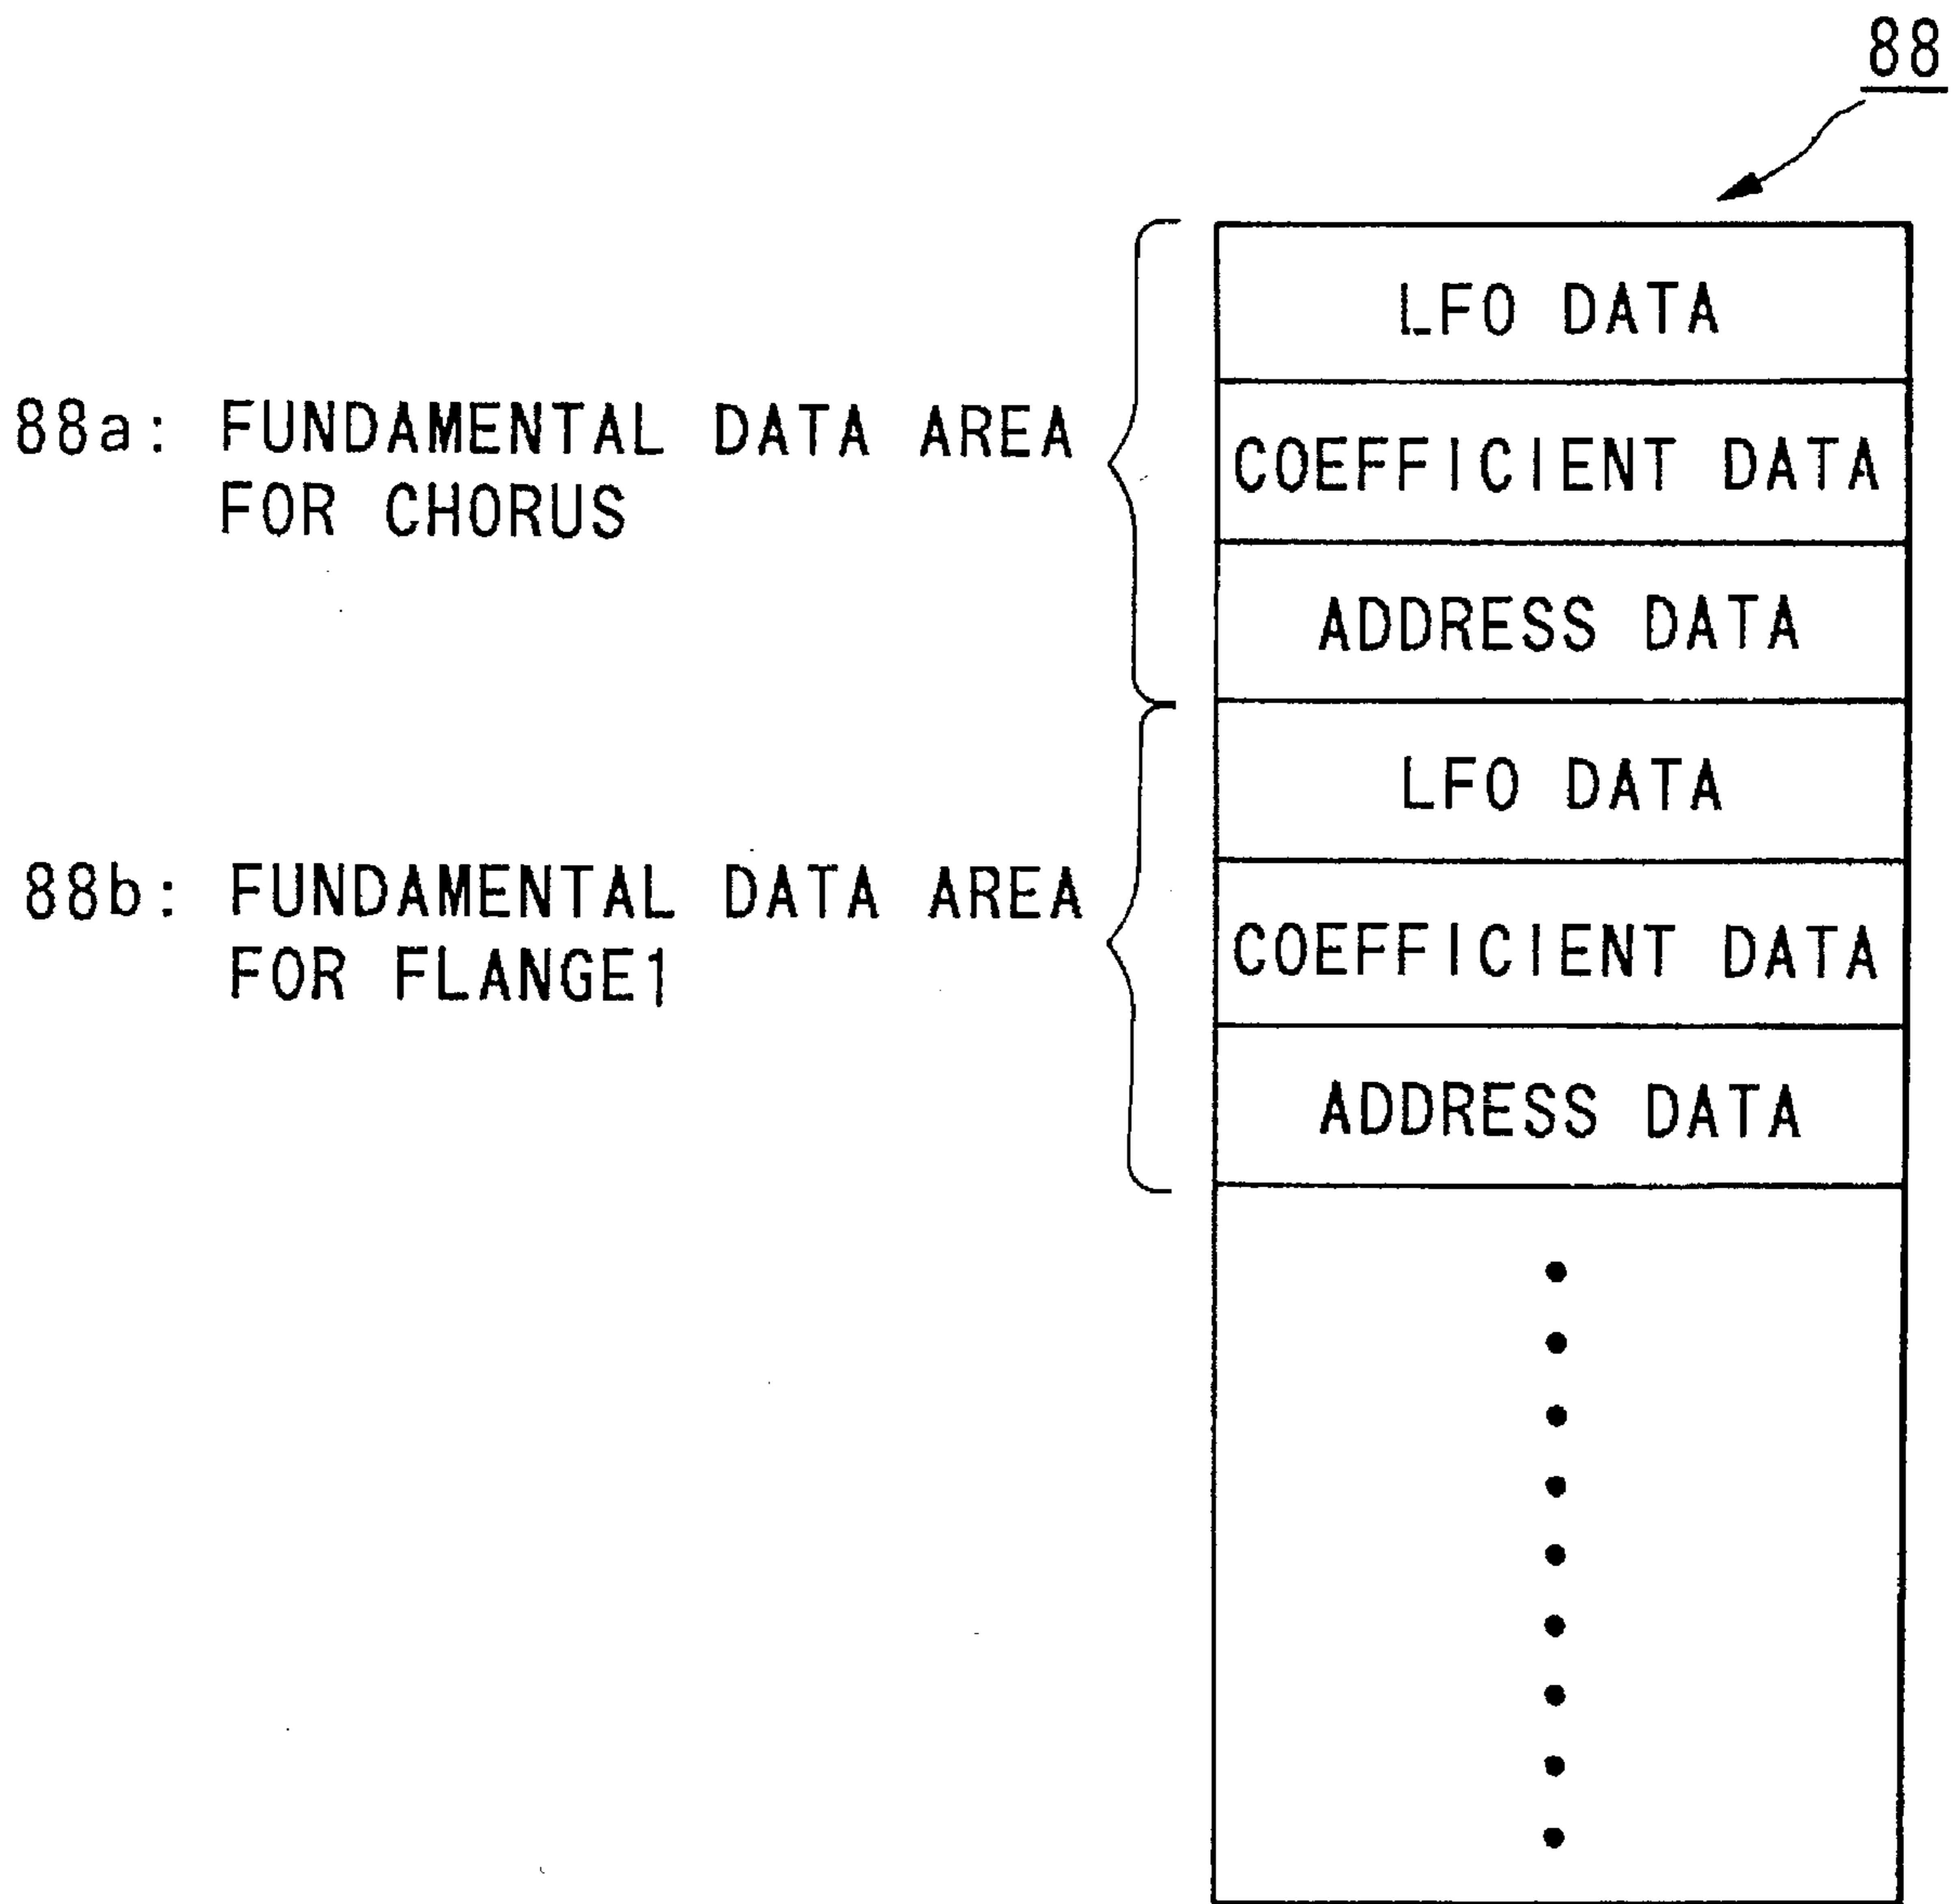 88
LFO DATA
88a: FUNDAMENTAL DATA AREA
FOR CHORUS
COEFFICIENT DATA
ADDRESS DATA
LFO DATA
88b: FUNDAMENTAL DATA AREA
FOR FLANGE1
COEFFICIENT DATA
ADDRESS DATA